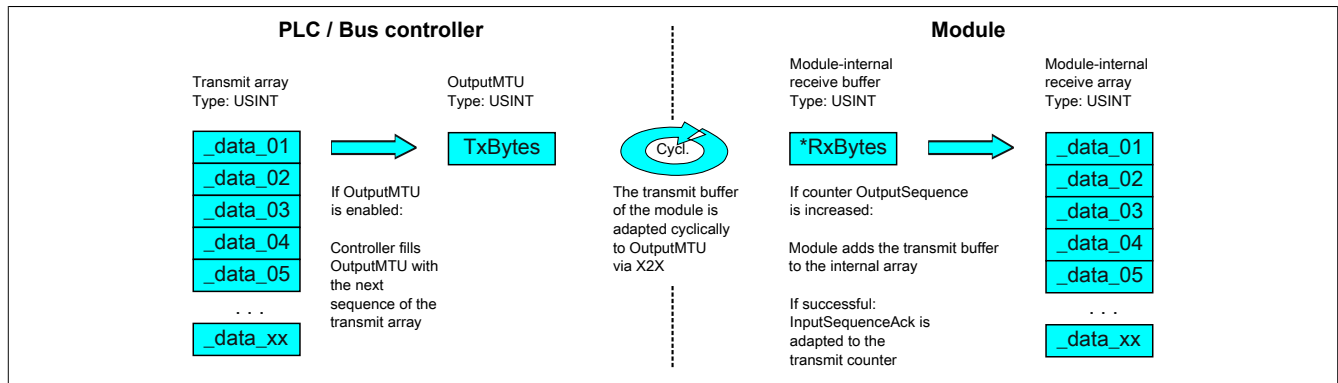 PLC / Bus controller
Module
Transmit array
Type: USINT
OutputMTU
Type: USINT
Module-internal
receive buffer
Type: USINT
Module-internal
receive array
Type: USINT
_data_01
_data_02
_data_03
_data_04
_data_05
. . .
_data_xx
If OutputMTU
is enabled:
Controller fills
OutputMTU with
the next
sequence of the
transmit array
TxBytes
Cycl.
The transmit buffer
of the module is
adapted cyclically
to OutputMTU
via X2X
*RxBytes
If counter OutputSequence
is increased:
Module adds the transmit buffer
to the internal array
If successful:
InputSequenceAck is
adapted to the
transmit counter
_data_01
_data_02
_data_03
_data_04
_data_05
. . .
_data_xx